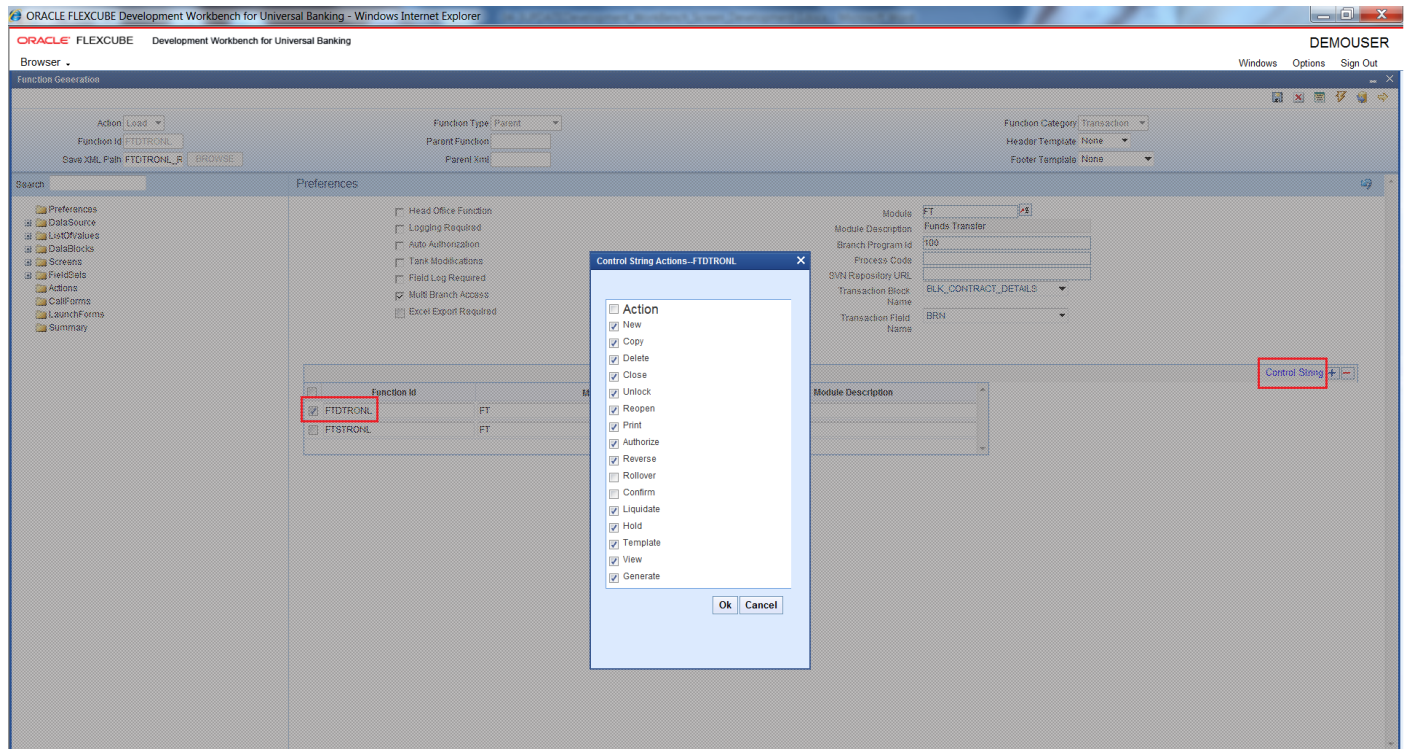 ORACLE FLEXCUBE Development Workbench for Universal Banking - Windows Internet Explorer
ORACLE FLEXCUBE Development Workbench for Universal Banking
DEMOUSER
Browser
Windows Options Sign Out
Function Generation
Action Load
Function Type Parent
Function Category Transaction
Function Id FTDTRONL
Parent Function
Header Template None
Save XML Path FTDTRONL_R BROWSE
Parent Xml
Footer Template None
Search
Preferences
Preferences
DataSource
ListOfValues
DataBlocks
Screens
FieldSets
Actions
CallForms
LaunchForms
Summary
Head Office Function
Logging Required
Auto Authorization
Tank Modifications
Field Log Required
Multi Branch Access
Excel Export Required
Module FT
Module Description Funds Transfer
Branch Program Id 100
Process Code
SVN Repository URL
Transaction Block Name BLK_CONTRACT_DETAILS
Transaction Field Name BRN
Control String + −
Function Id
M
Module Description
FTDTRONL FT
FTSTRONL FT
Control String Actions--FTDTRONL X
Action
New
Copy
Delete
Close
Unlock
Reopen
Print
Authorize
Reverse
Rollover
Confirm
Liquidate
Hold
Template
View
Generate
Ok Cancel